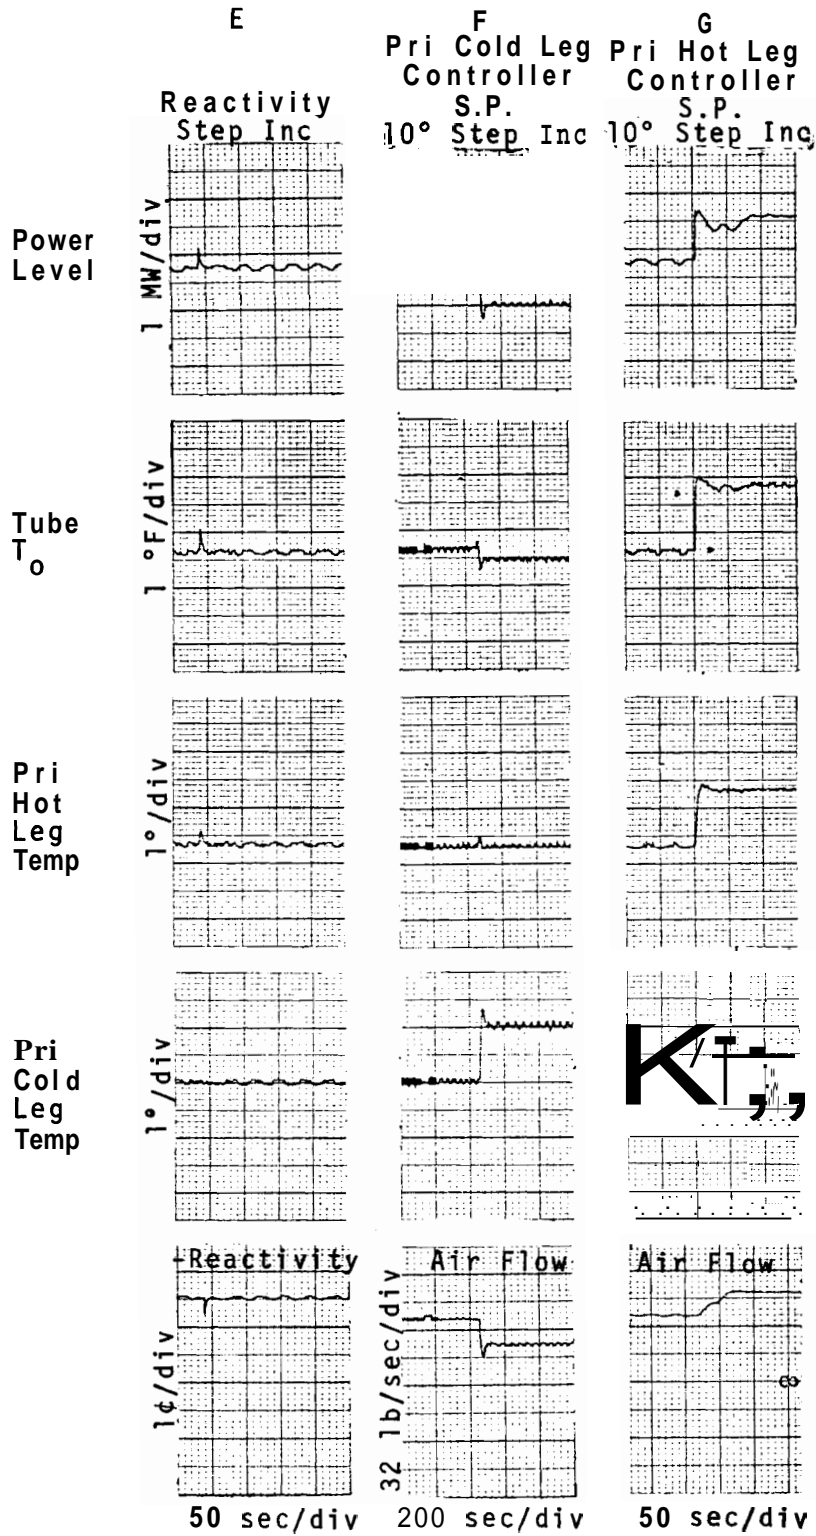 E
Reactivity
Step Inc
F
Pri Cold Leg
Controller
S.P.
10° Step Inc
G
Pri Hot Leg
Controller
S.P.
10° Step Inc
Power
Level
1 MW/div
Tube
To
1 °F/div
Pri
Hot
Leg
Temp
1°/div
Pri
Cold
Leg
Temp
1°/div
-Reactivity
1¢/div
Air Flow
32 lb/sec/div
Air Flow
50 sec/div
200 sec/div
50 sec/div